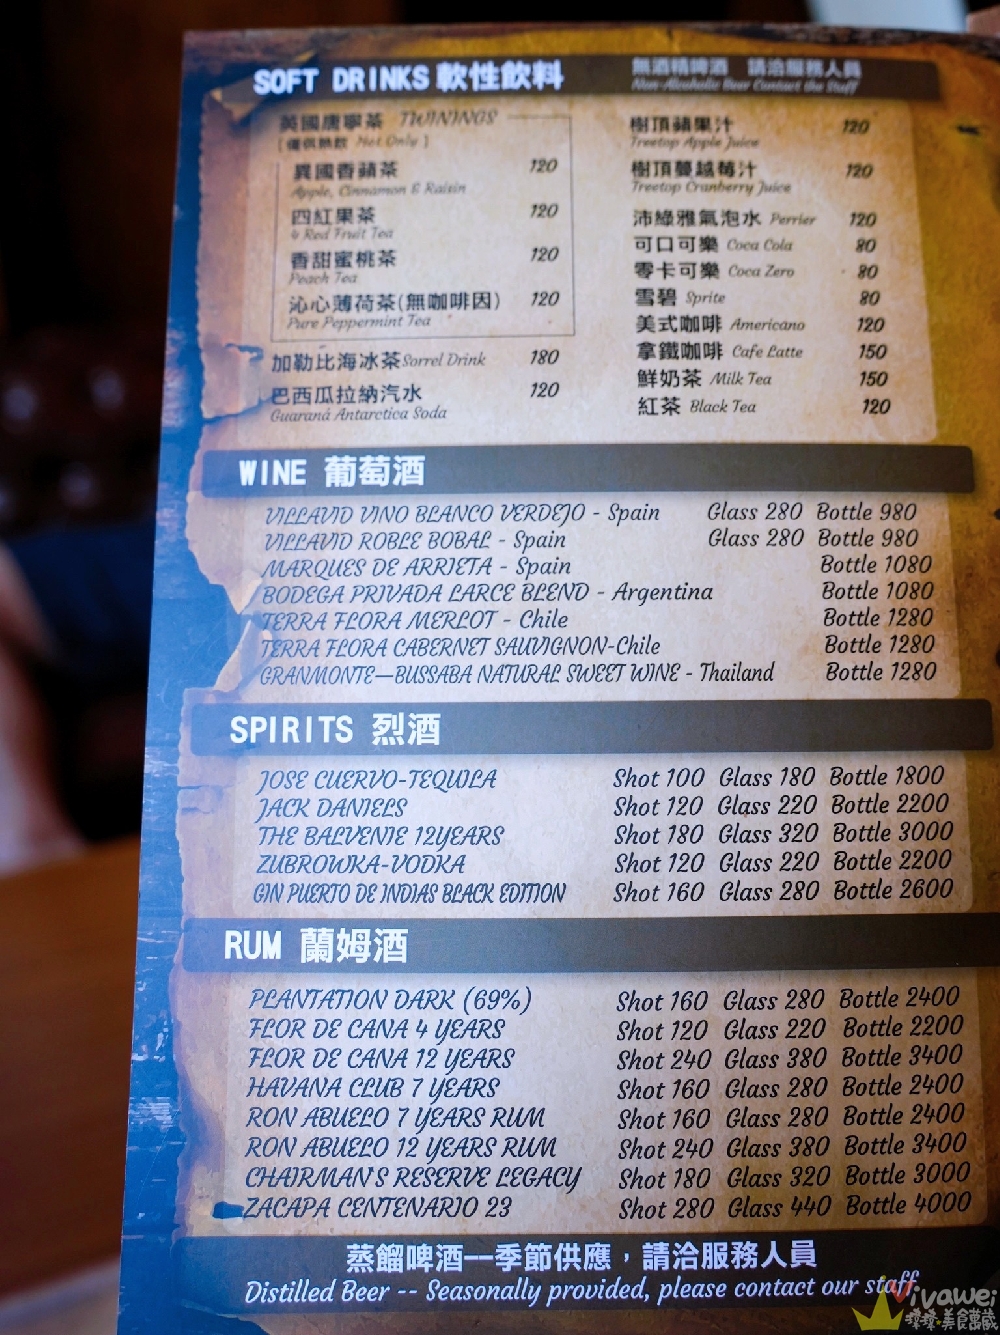 SOFT DRINKS 軟性飲料
無酒精啤酒 請洽服務人員
Non-Alcoholic Beer Contact the Staff
英國唐寧茶 TWININGS
[僅供熱飲 Hot Only]
異國香蘋茶 120
Apple, Cinnamon & Raisin
四紅果茶 120
4 Red Fruit Tea
香甜蜜桃茶 120
Peach Tea
沁心薄荷茶(無咖啡因) 120
Pure Peppermint Tea
加勒比海冰茶 Sorrel Drink 180
巴西瓜拉納汽水 120
Guaraná Antarctica Soda
樹頂蘋果汁 120
Treetop Apple Juice
樹頂蔓越莓汁 120
Treetop Cranberry Juice
沛綠雅氣泡水 Perrier 120
可口可樂 Coca Cola 80
零卡可樂 Coca Zero 80
雪碧 Sprite 80
美式咖啡 Americano 120
拿鐵咖啡 Cafe Latte 150
鮮奶茶 Milk Tea 150
紅茶 Black Tea 120
WINE 葡萄酒
VILLAVID VINO BLANCO VERDEJO - Spain Glass 280 Bottle 980
VILLAVID ROBLE BOBAL - Spain Glass 280 Bottle 980
MARQUES DE ARRIETA - Spain Bottle 1080
BODEGA PRIVADA LARCE BLEND - Argentina Bottle 1080
TERRA FLORA MERLOT - Chile Bottle 1280
TERRA FLORA CABERNET SAUVIGNON-Chile Bottle 1280
GRANMONTE—BUSSABA NATURAL SWEET WINE - Thailand Bottle 1280
SPIRITS 烈酒
JOSE CUERVO-TEQUILA Shot 100 Glass 180 Bottle 1800
JACK DANIELS Shot 120 Glass 220 Bottle 2200
THE BALVENIE 12YEARS Shot 180 Glass 320 Bottle 3000
ZUBROWKA-VODKA Shot 120 Glass 220 Bottle 2200
GIN PUERTO DE INDIAS BLACK EDITION Shot 160 Glass 280 Bottle 2600
RUM 蘭姆酒
PLANTATION DARK (69%) Shot 160 Glass 280 Bottle 2400
FLOR DE CANA 4 YEARS Shot 120 Glass 220 Bottle 2200
FLOR DE CANA 12 YEARS Shot 240 Glass 380 Bottle 3400
HAVANA CLUB 7 YEARS Shot 160 Glass 280 Bottle 2400
RON ABUELO 7 YEARS RUM Shot 160 Glass 280 Bottle 2400
RON ABUELO 12 YEARS RUM Shot 240 Glass 380 Bottle 3400
CHAIRMAN'S RESERVE LEGACY Shot 180 Glass 320 Bottle 3000
ZACAPA CENTENARIO 23 Shot 280 Glass 440 Bottle 4000
蒸餾啤酒--季節供應，請洽服務人員
Distilled Beer -- Seasonally provided, please contact our staff.
Vivawei
美食蕭藏